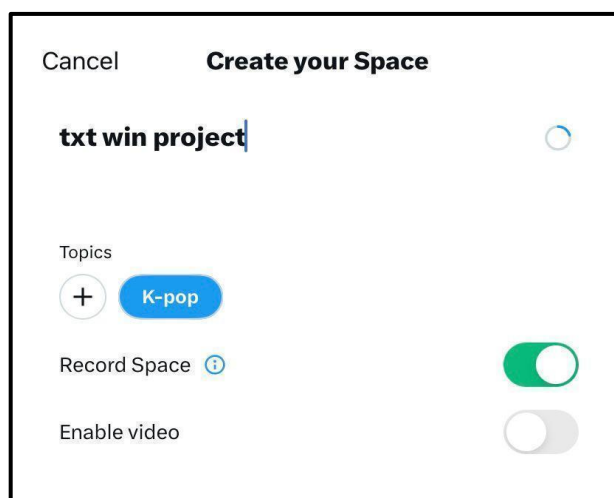 Cancel Create your Space
txt win project
Topics
+ K-pop
Record Space
Enable video